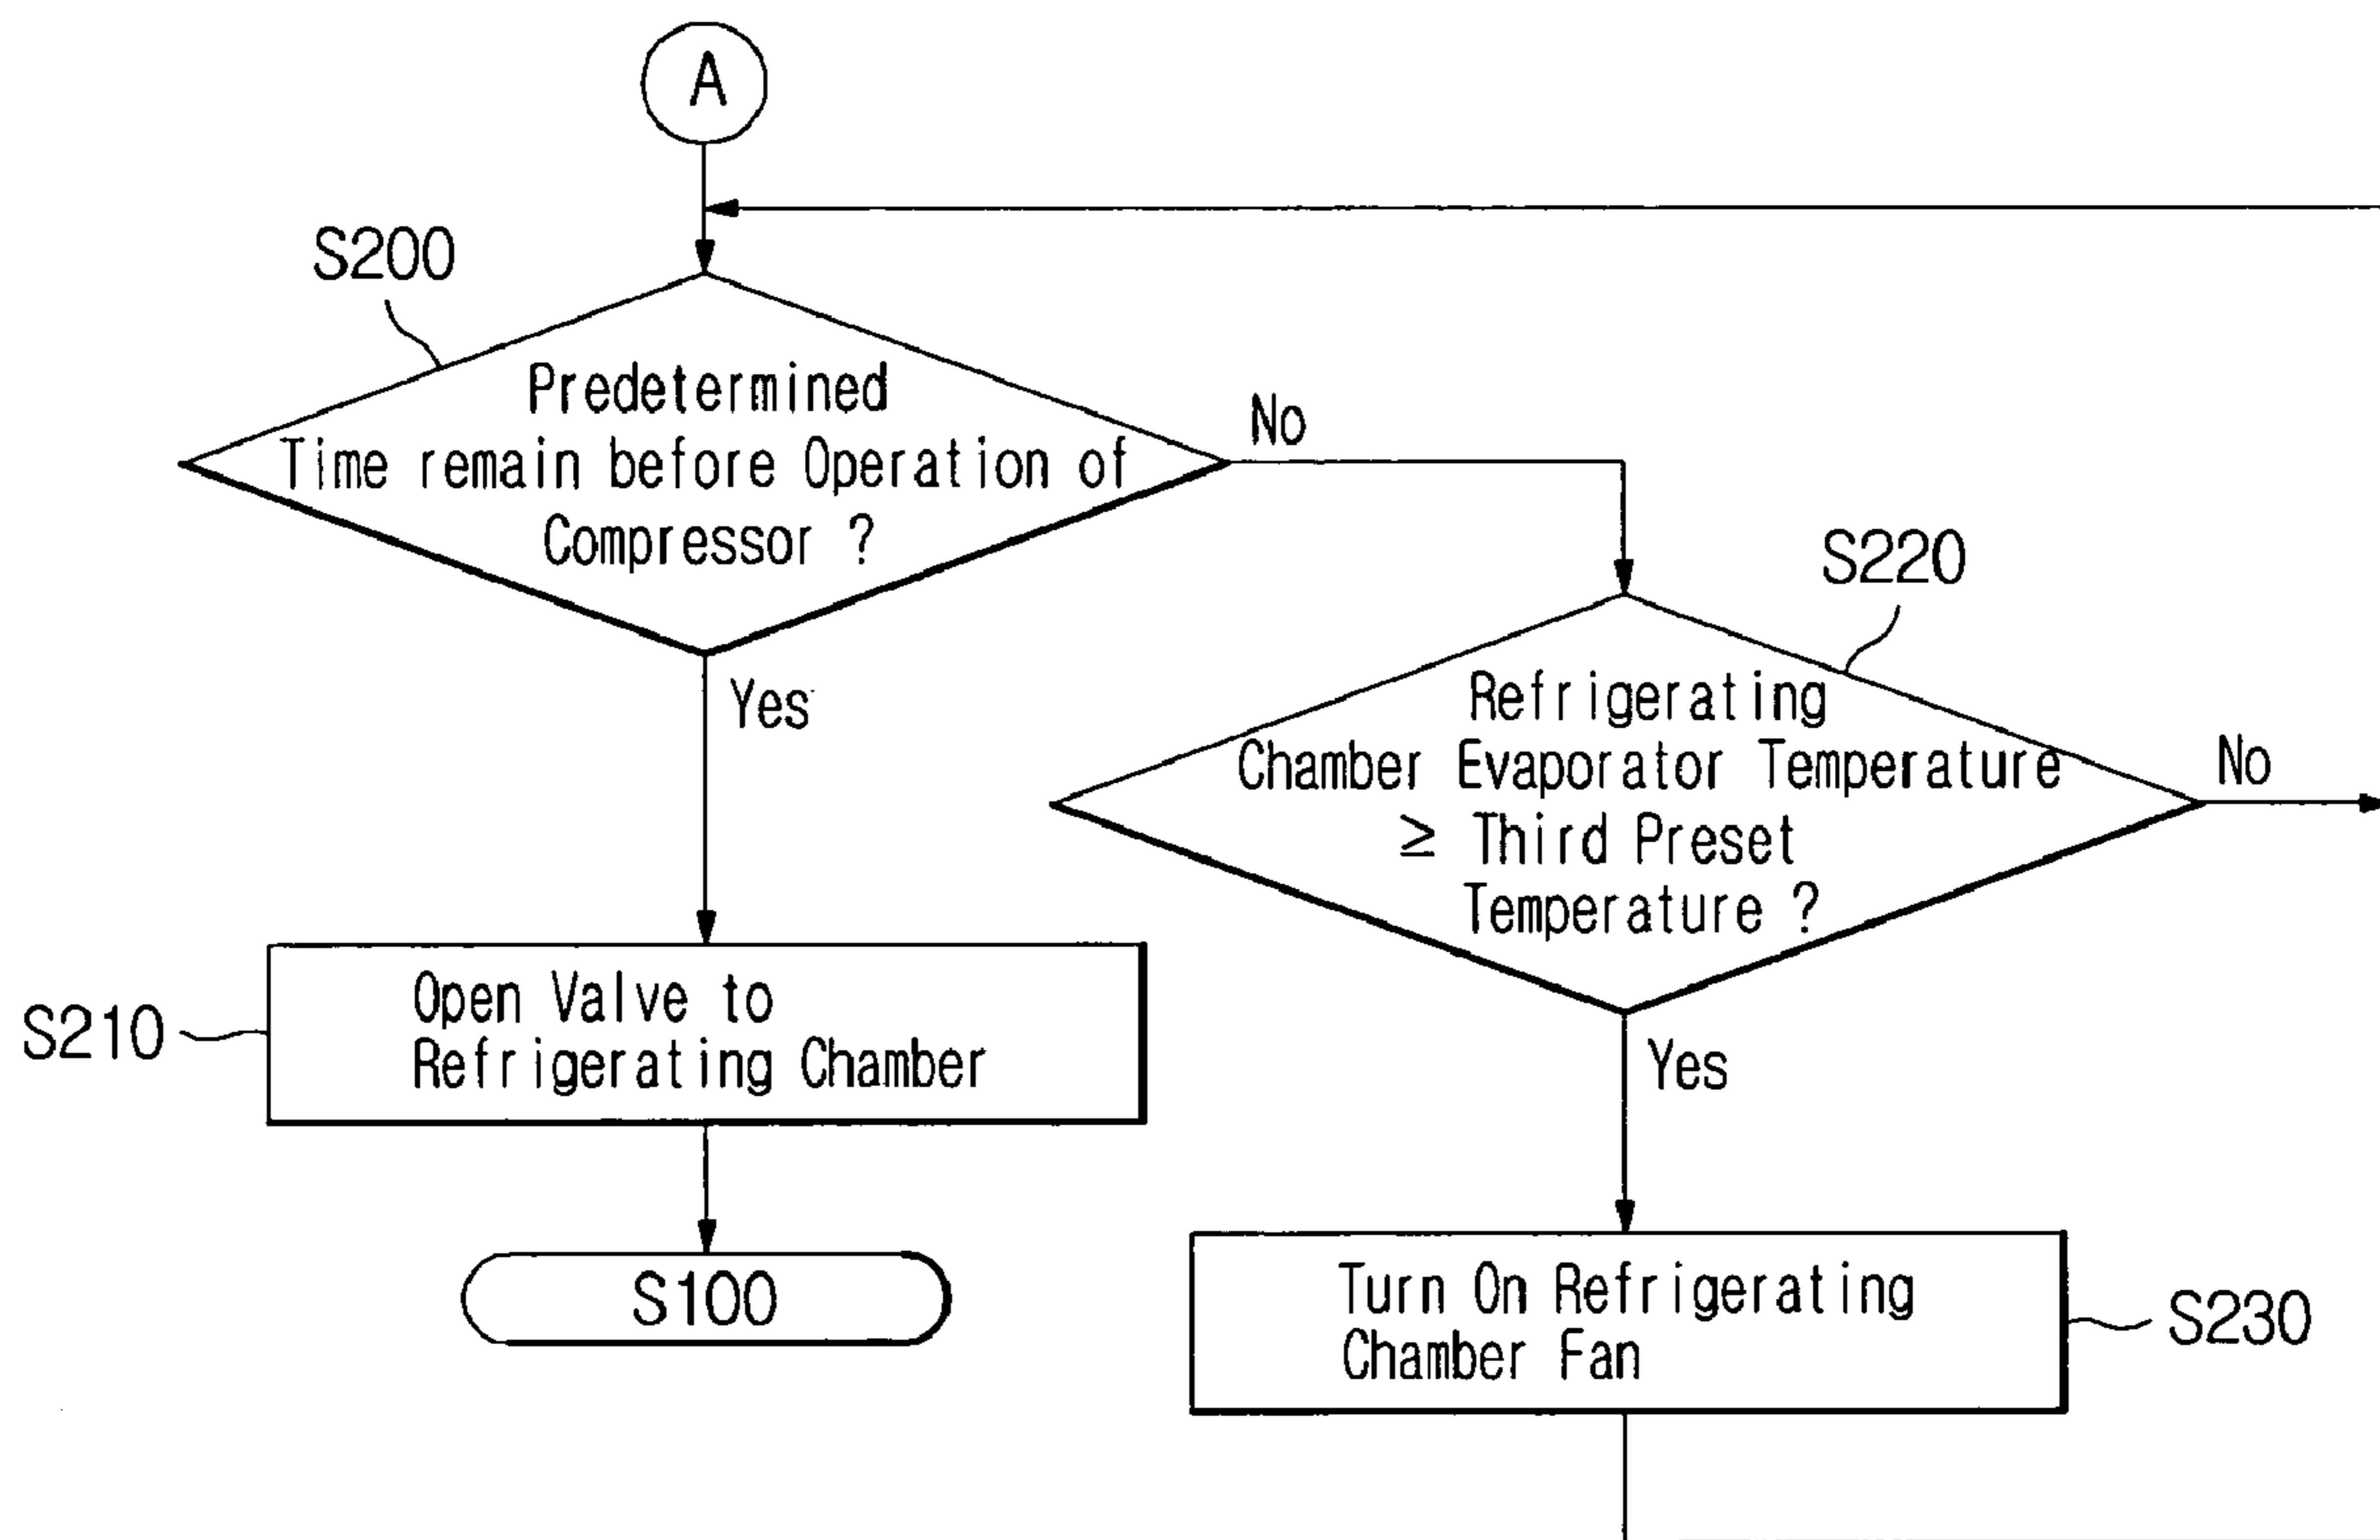 A
S200
Predetermined
Time remain before Operation of
Compressor ?
No
Yes
S220
Refrigerating
Chamber Evaporator Temperature
≥ Third Preset
Temperature ?
No
Yes
S210
Open Valve to
Refrigerating Chamber
S100
Turn On Refrigerating
Chamber Fan
S230